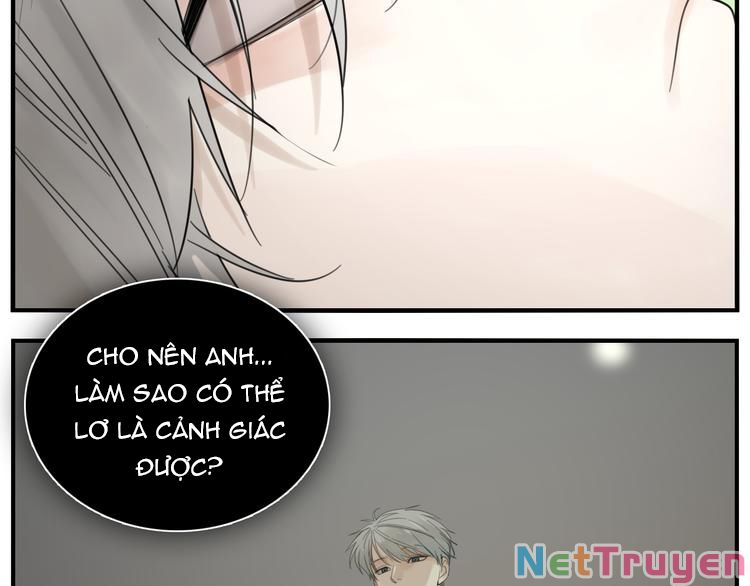 CHO NÊN ANH...
LÀM SAO CÓ THỂ
LƠ LÀ CẢNH GIÁC
ĐƯỢC?
NETTRUYEN